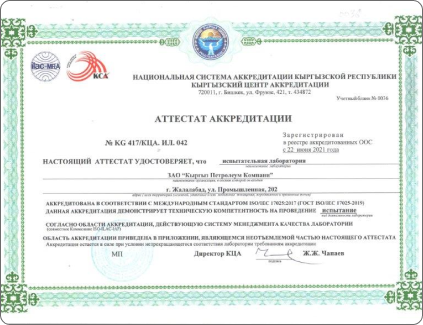 ИЭС-МГА
КСА
НАЦИОНАЛЬНАЯ СИСТЕМА АККРЕДИТАЦИИ КЫРГЫЗСКОЙ РЕСПУБЛИКИ
КЫРГЫЗСКИЙ ЦЕНТР АККРЕДИТАЦИИ
720011, г. Бишкек, ул. Фрунзе, 421, т. 434872
Учетный бланк № 0036
АТТЕСТАТ АККРЕДИТАЦИИ
№ KG 417/КЦА. ИЛ. 042
Зарегистрирован
в реестре аккредитованных ООС
с 22 июня 2021 года
НАСТОЯЩИЙ АТТЕСТАТ УДОСТОВЕРЯЕТ, что испытательная лаборатория
ЗАО "Кыргыз Петролеум Компани"
г. Жалалабад, ул. Промышленная, 202
АККРЕДИТОВАНА В СООТВЕТСТВИИ С МЕЖДУНАРОДНЫМ СТАНДАРТОМ ISO/IEC 17025:2017 (ГОСТ ISO/IEC 17025-2019)
ДАННАЯ АККРЕДИТАЦИЯ ДЕМОНСТРИРУЕТ ТЕХНИЧЕСКУЮ КОМПЕТЕНТНОСТЬ НА ПРОВЕДЕНИЕ испытание
СОГЛАСНО ОБЛАСТИ АККРЕДИТАЦИИ, ДЕЙСТВУЮЩУЮ СИСТЕМУ МЕНЕДЖМЕНТА КАЧЕСТВА ЛАБОРАТОРИИ
ОБЛАСТЬ АККРЕДИТАЦИИ ПРИВЕДЕНА В ПРИЛОЖЕНИИ, ЯВЛЯЮЩИМСЯ НЕОТЪЕМЛЕМОЙ ЧАСТЬЮ НАСТОЯЩЕГО АТТЕСТАТА
Аккредитация остается в силе при условии непрекращающегося соответствия лаборатории требованиям аккредитации
МП Директор КЦА Ж.Ж. Чапаев